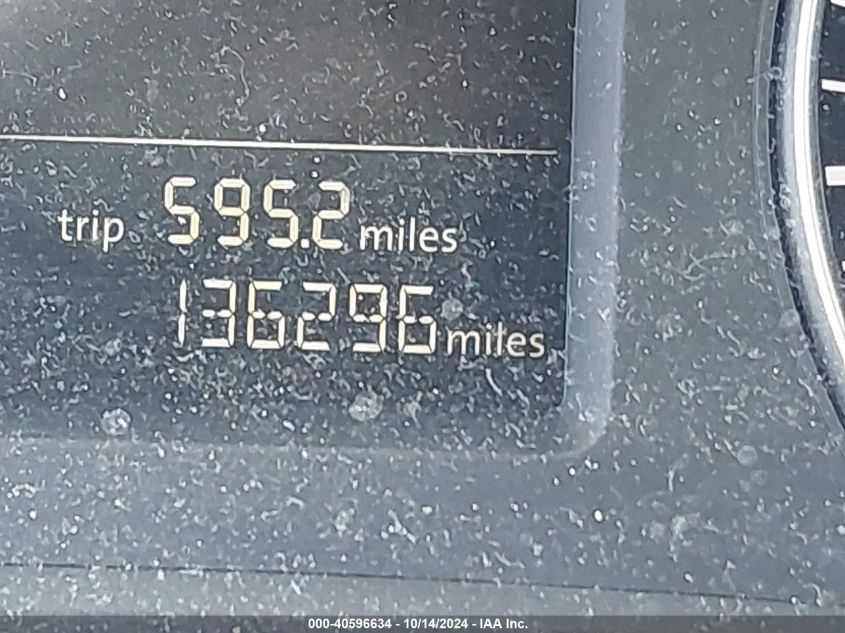 trip 595.2 miles
136296 miles
000-40596634 - 10/14/2024 - IAA Inc.